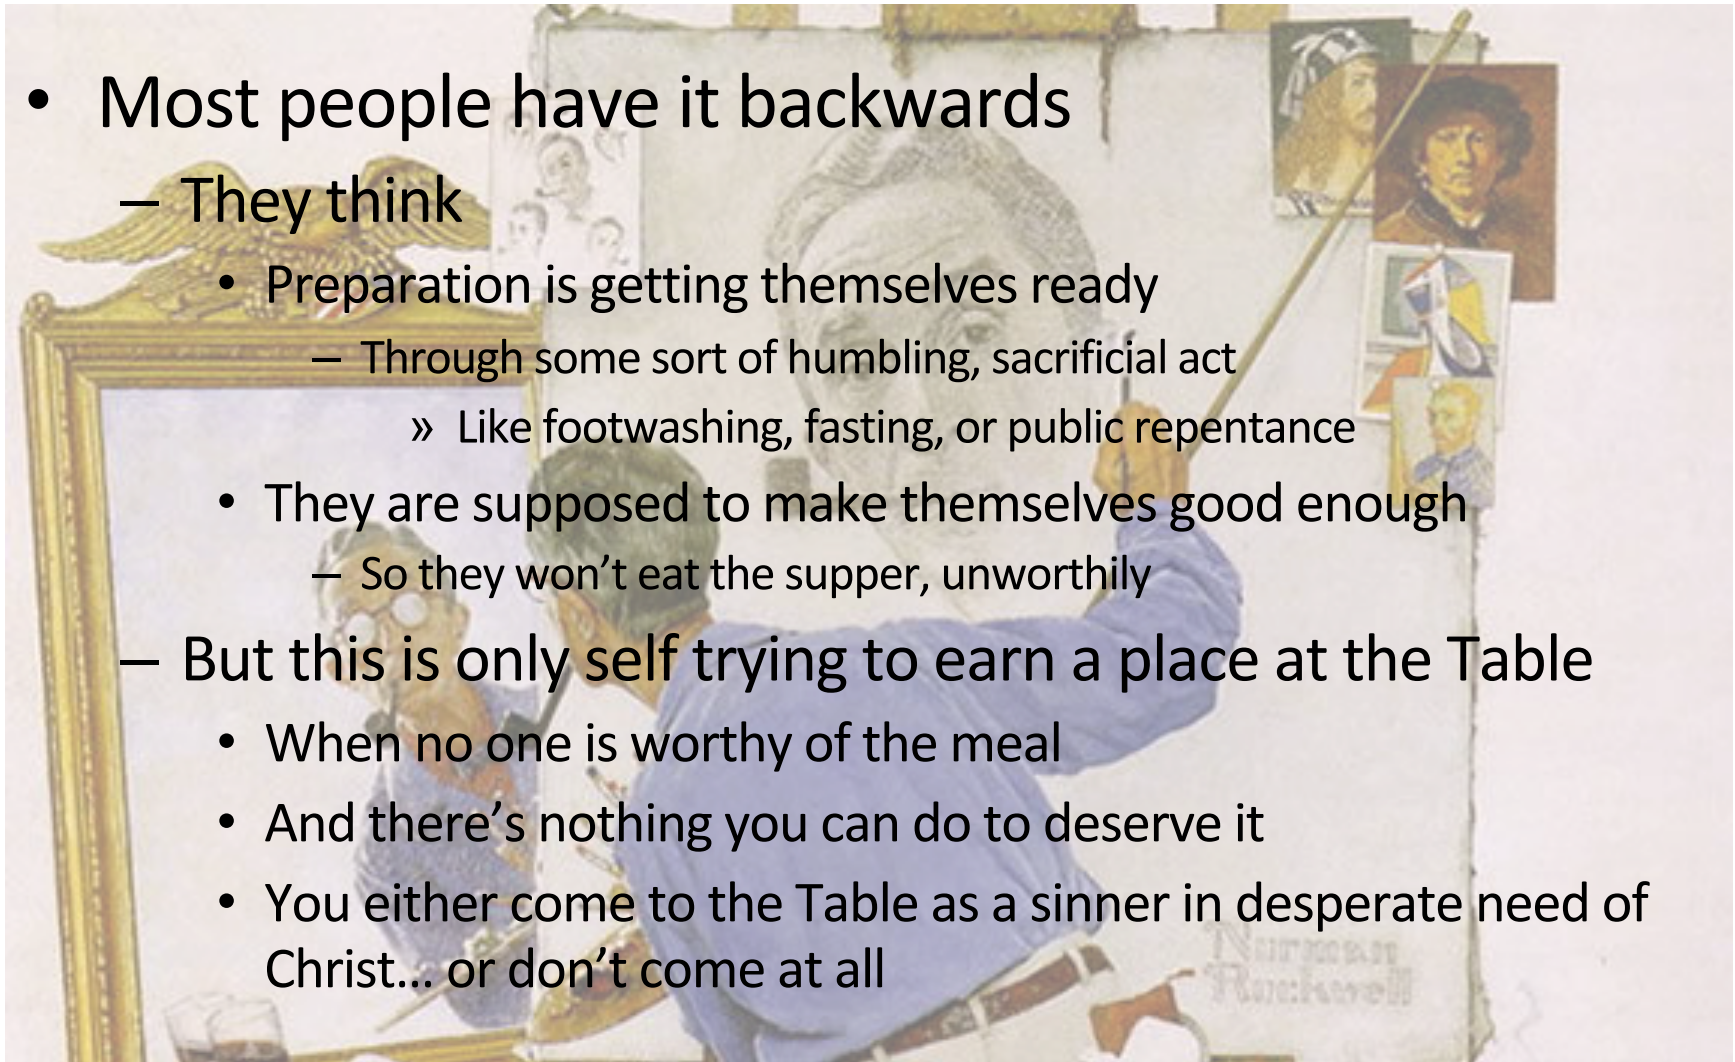 • Most people have it backwards
– They think
• Preparation is getting themselves ready
– Through some sort of humbling, sacrificial act
» Like footwashing, fasting, or public repentance
• They are supposed to make themselves good enough
– So they won’t eat the supper, unworthily
– But this is only self trying to earn a place at the Table
• When no one is worthy of the meal
• And there’s nothing you can do to deserve it
• You either come to the Table as a sinner in desperate need of
Christ… or don’t come at all
Norman
Rockwell